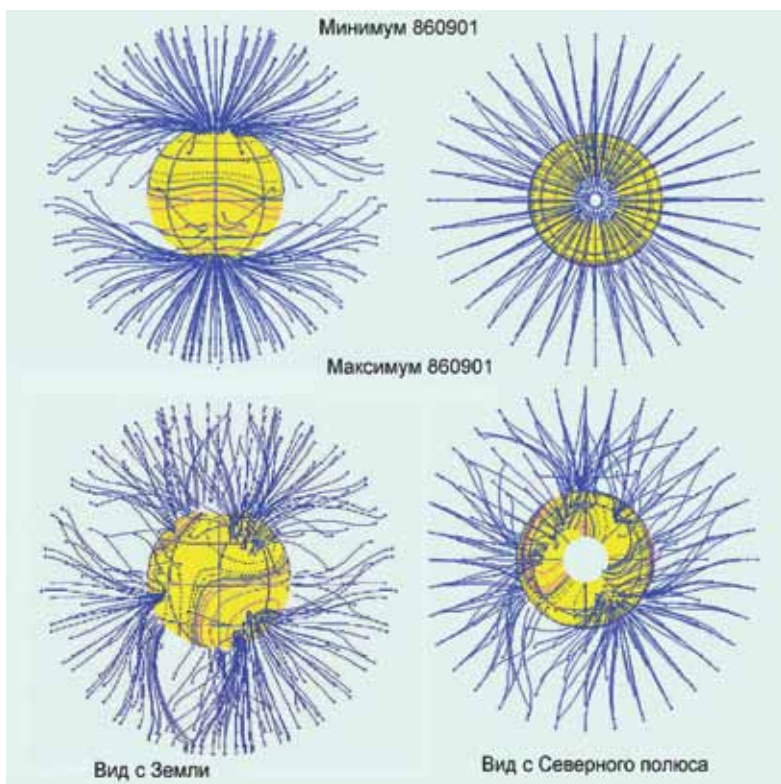 Минимум 860901
Максимум 860901
Вид с Земли
Вид с Северного полюса